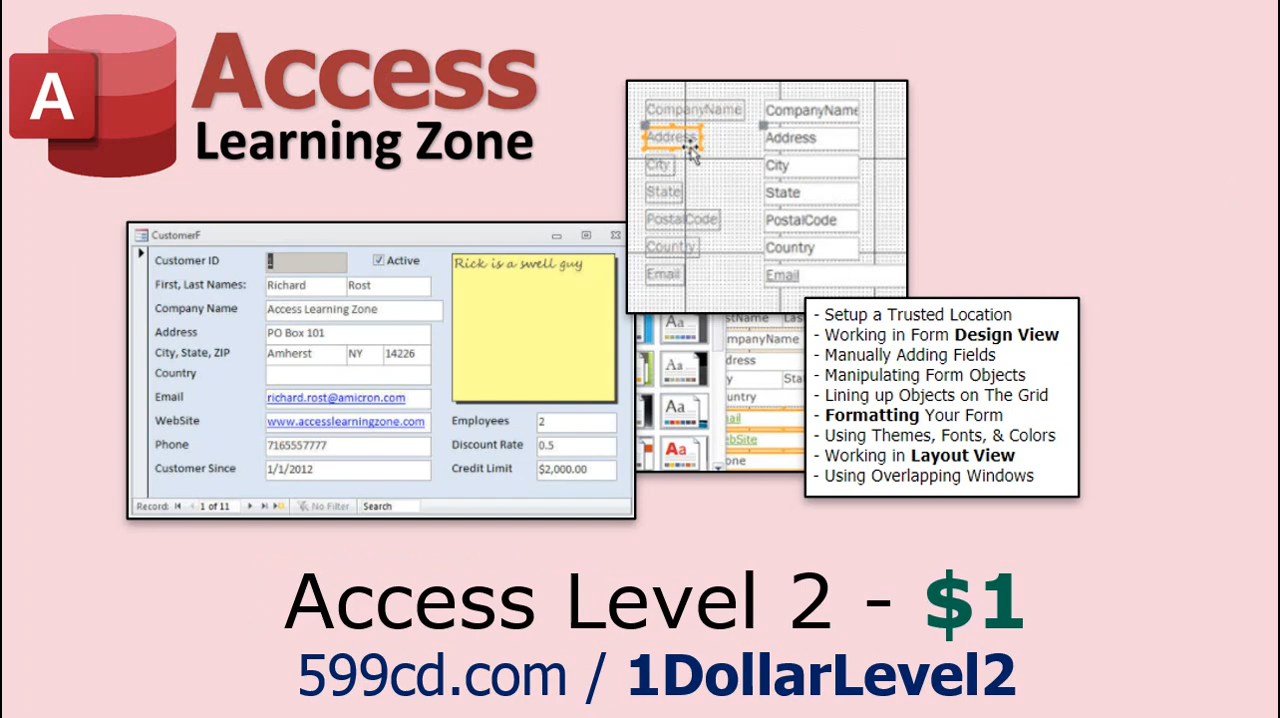 A
Access
Learning Zone
CustomerF
Customer ID
Active
First, Last Names: Richard Rost
Company Name Access Learning Zone
Address PO Box 101
City, State, ZIP Amherst NY 14226
Country
Email richard.rost@amicron.com
WebSite www.accesslearningzone.com
Phone 7165557777
Customer Since 1/1/2012
Rick is a swell guy
Employees 2
Discount Rate 0.5
Credit Limit $2,000.00
Record: 1 of 11 No Filter Search
CompanyName CompanyName
Address Address
City City
State State
PostalCode PostalCode
Country Country
Email Email
Aa
Aa
Aa
Aa
- Setup a Trusted Location
- Working in Form Design View
- Manually Adding Fields
- Manipulating Form Objects
- Lining up Objects on The Grid
- Formatting Your Form
- Using Themes, Fonts, & Colors
- Working in Layout View
- Using Overlapping Windows
Access Level 2 - $1
599cd.com / 1DollarLevel2